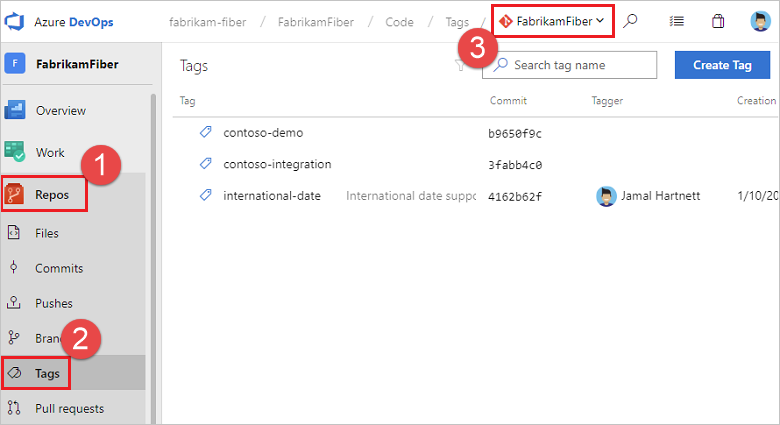 Azure DevOps
fabrikam-fiber / FabrikamFiber / Code / Tags / FabrikamFiber
3
F FabrikamFiber
Tags
Search tag name
Create Tag
Overview
Tag Commit Tagger Creation
Work
contoso-demo b9650f9c
1
contoso-integration 3fabb4c0
Repos
international-date International date suppo 4162b62f Jamal Hartnett 1/10/20
Files
Commits
Pushes
Bran
2
Tags
Pull requests